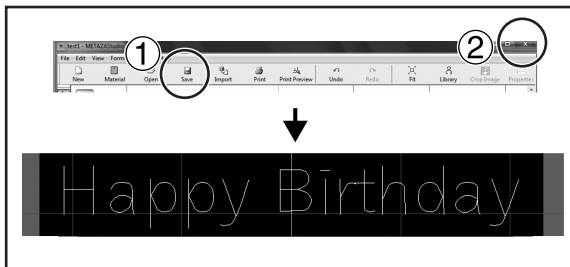 test1 - METAZAStudio
File Edit View Form
① ②
New Material Open Save Import Print Print Preview Undo Redo Fit Library Crop Image Properties
Happy Birthday